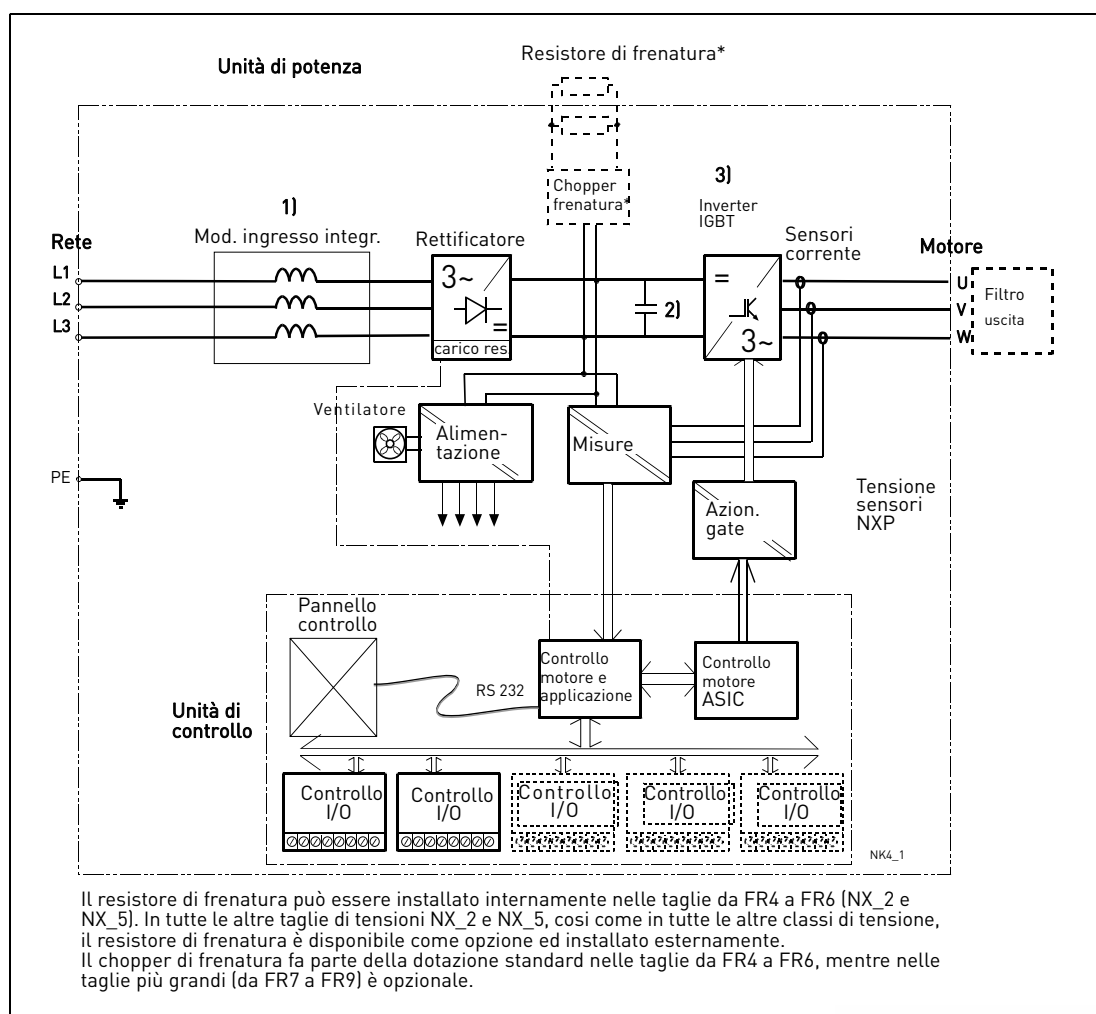 Resistore di frenatura*
Unità di potenza
Chopper
frenatura*
3)
Inverter
IGBT
1)
Rete
Mod. ingresso integr.
Rettificatore
Sensori
corrente
Motore
L1
L2
L3
3~
=
carico res
2)
=
3~
U
V
W
Filtro
uscita
Ventilatore
Alimen-
tazione
Misure
PE
Azion.
gate
Tensione
sensori
NXP
Pannello
controllo
RS 232
Controllo
motore e
applicazione
Controllo
motore
ASIC
Unità di
controllo
Controllo
I/O
Controllo
I/O
Controllo
I/O
Controllo
I/O
Controllo
I/O
NK4_1
Il resistore di frenatura può essere installato internamente nelle taglie da FR4 a FR6 (NX_2 e
NX_5). In tutte le altre taglie di tensioni NX_2 e NX_5, cosi come in tutte le altre classi di tensione,
il resistore di frenatura è disponibile come opzione ed installato esternamente.
Il chopper di frenatura fa parte della dotazione standard nelle taglie da FR4 a FR6, mentre nelle
taglie più grandi (da FR7 a FR9) è opzionale.